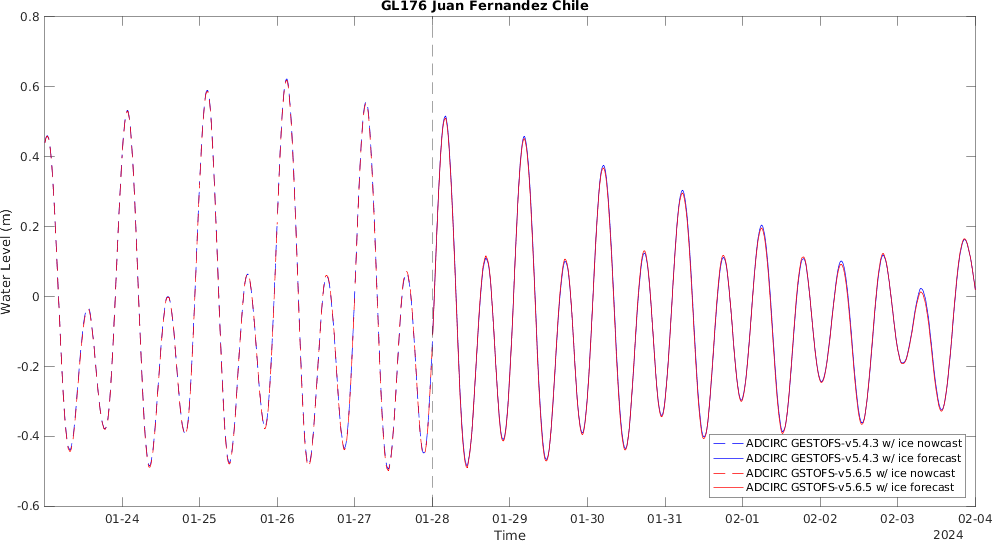 GL176 Juan Fernandez Chile
0.8
0.6
0.4
0.2
0
-0.2
-0.4
-0.6
Water Level (m)
ADCIRC GESTOFS-v5.4.3 w/ ice nowcast
ADCIRC GESTOFS-v5.4.3 w/ ice forecast
ADCIRC GSTOFS-v5.6.5 w/ ice nowcast
ADCIRC GSTOFS-v5.6.5 w/ ice forecast
01-24 01-25 01-26 01-27 01-28 01-29 01-30 01-31 02-01 02-02 02-03 02-04
Time
2024